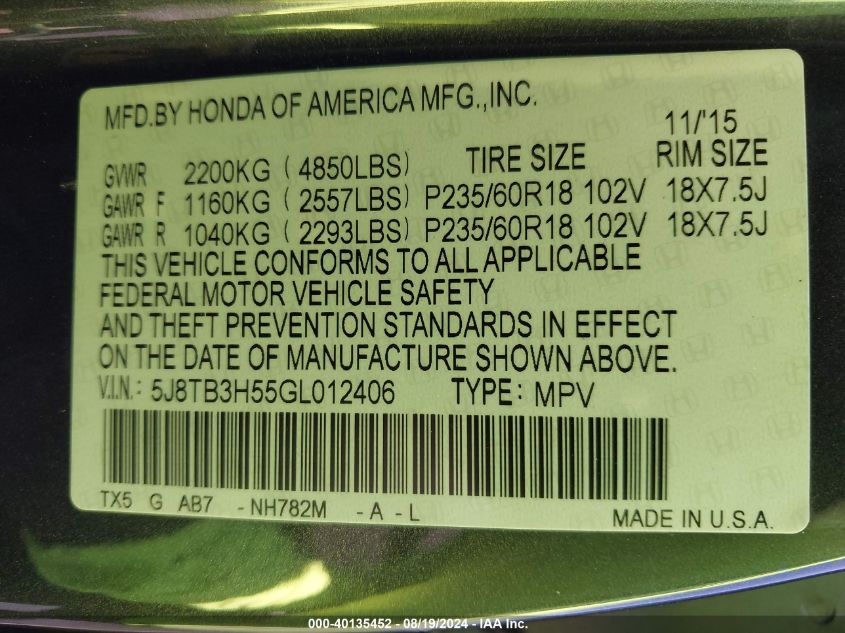 MFD.BY HONDA OF AMERICA MFG.,INC.
11/'15
GVWR 2200KG ( 4850LBS) TIRE SIZE RIM SIZE
GAWR F 1160KG ( 2557LBS) P235/60R18 102V 18X7.5J
GAWR R 1040KG ( 2293LBS) P235/60R18 102V 18X7.5J
THIS VEHICLE CONFORMS TO ALL APPLICABLE
FEDERAL MOTOR VEHICLE SAFETY
AND THEFT PREVENTION STANDARDS IN EFFECT
ON THE DATE OF MANUFACTURE SHOWN ABOVE.
V.I.N.: 5J8TB3H55GL012406 TYPE: MPV
TX5 G AB7 -NH782M -A -L
MADE IN U.S.A.
000-40135452 - 08/19/2024 - IAA Inc.